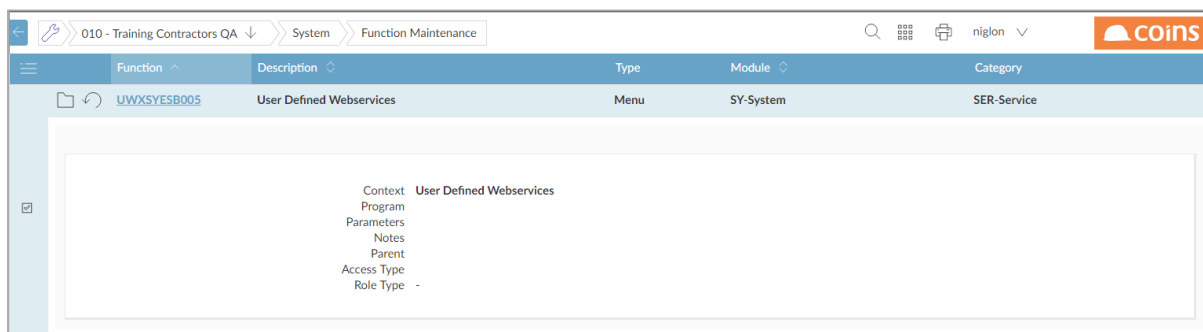 010 - Training Contractors QA System Function Maintenance niglon coins
Function Description Type Module Category
UWXSYESB005 User Defined Webservices Menu SY-System SER-Service
Context User Defined Webservices
Program
Parameters
Notes
Parent
Access Type
Role Type -